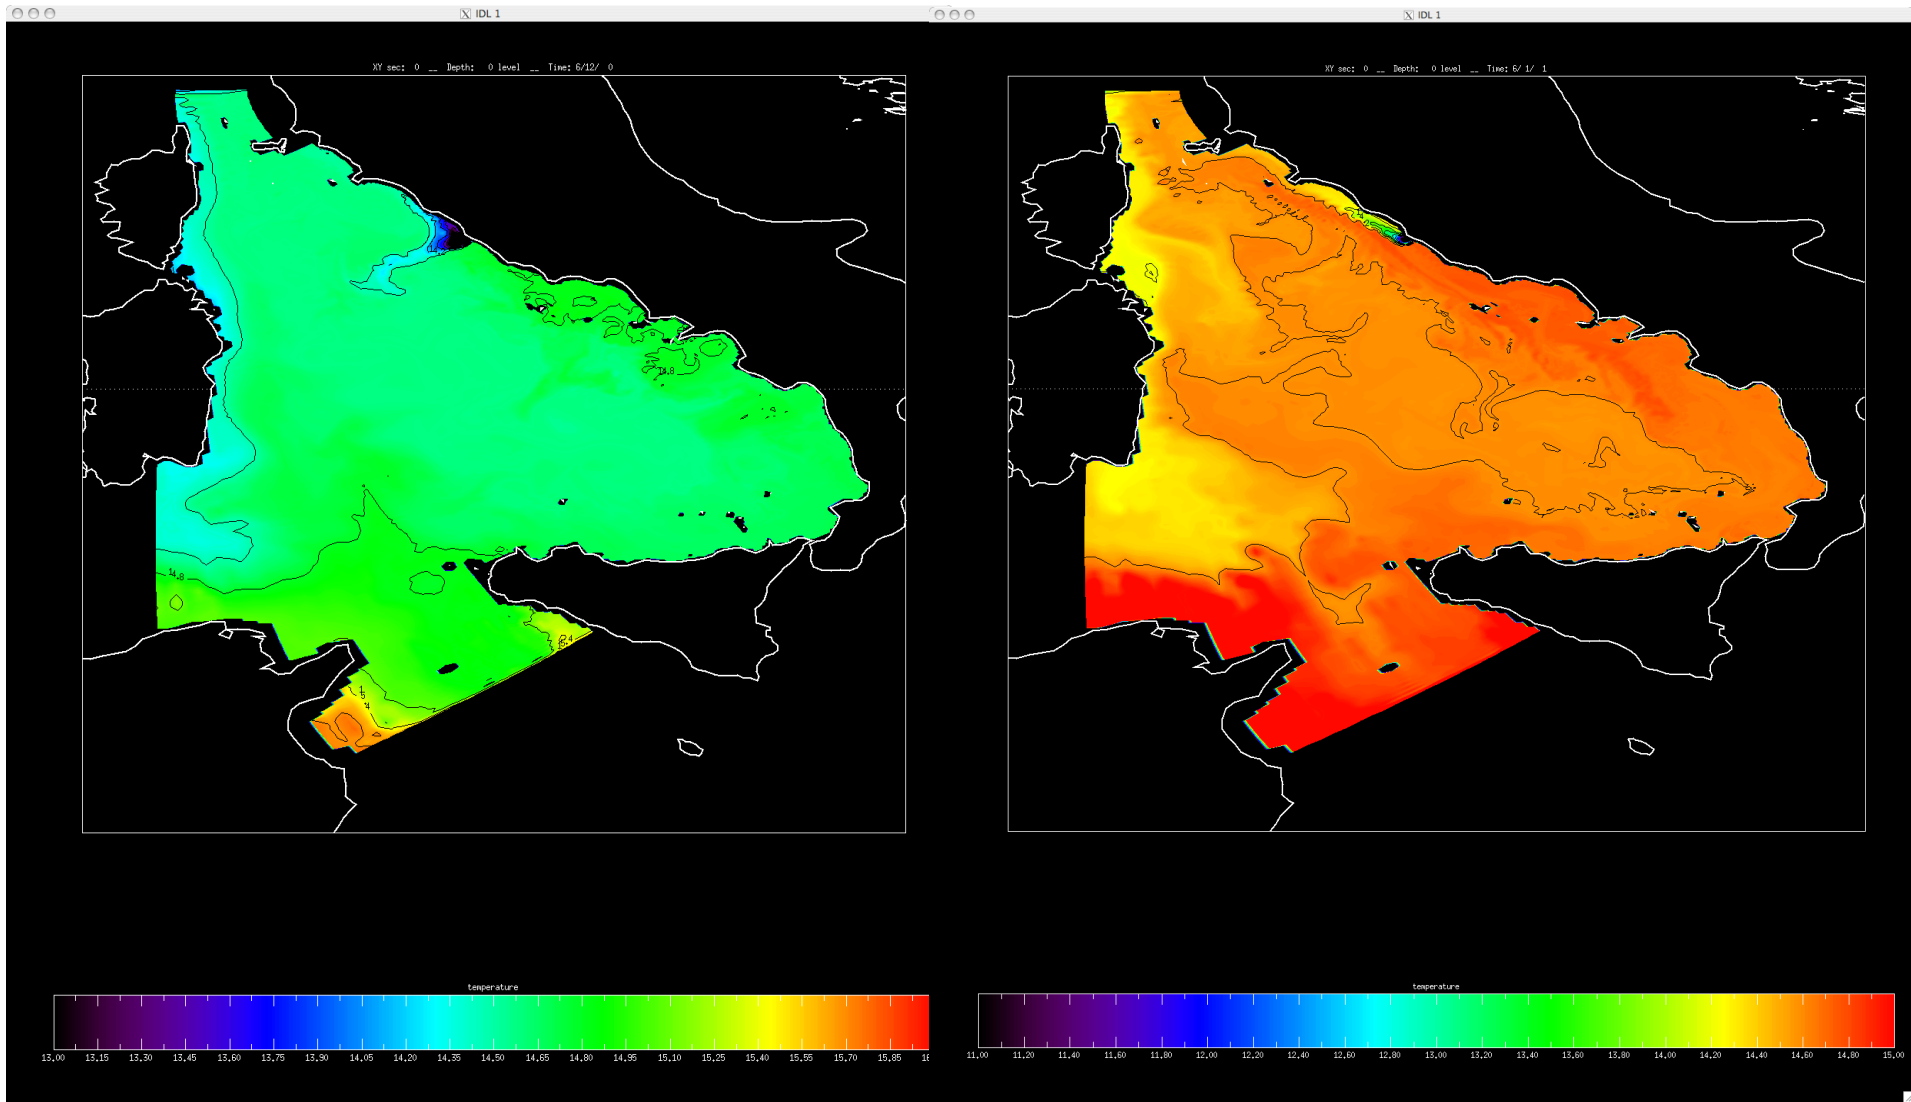 IDL 1
IDL 1
XY sec: 0 __ Depth: 0 level __ Time: 6/12/ 0
XY sec: 0 __ Depth: 0 level __ Time: 6/ 1/ 1
14.8
14.8
temperature
13.00 13.15 13.30 13.45 13.60 13.75 13.90 14.05 14.20 14.35 14.50 14.65 14.80 14.95 15.10 15.25 15.40 15.55 15.70 15.85
temperature
11.00 11.20 11.40 11.60 11.80 12.00 12.20 12.40 12.60 12.80 13.00 13.20 13.40 13.60 13.80 14.00 14.20 14.40 14.60 14.80 15.00